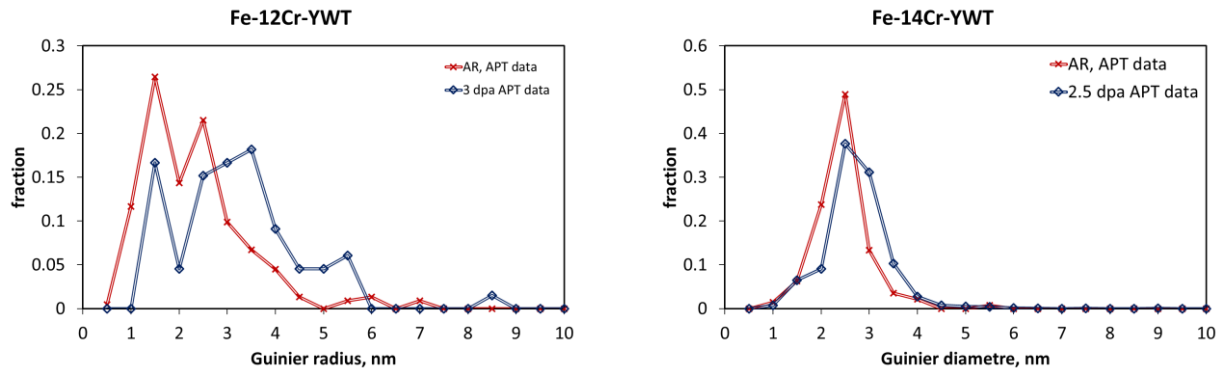 Fe-12Cr-YWT
0.3
0.25
0.2
0.15
0.1
0.05
0
fraction
AR, APT data
3 dpa APT data
0 1 2 3 4 5 6 7 8 9 10
Guinier radius, nm
Fe-14Cr-YWT
0.6
0.5
0.4
0.3
0.2
0.1
0
fraction
AR, APT data
2.5 dpa APT data
0 1 2 3 4 5 6 7 8 9 10
Guinier diametre, nm